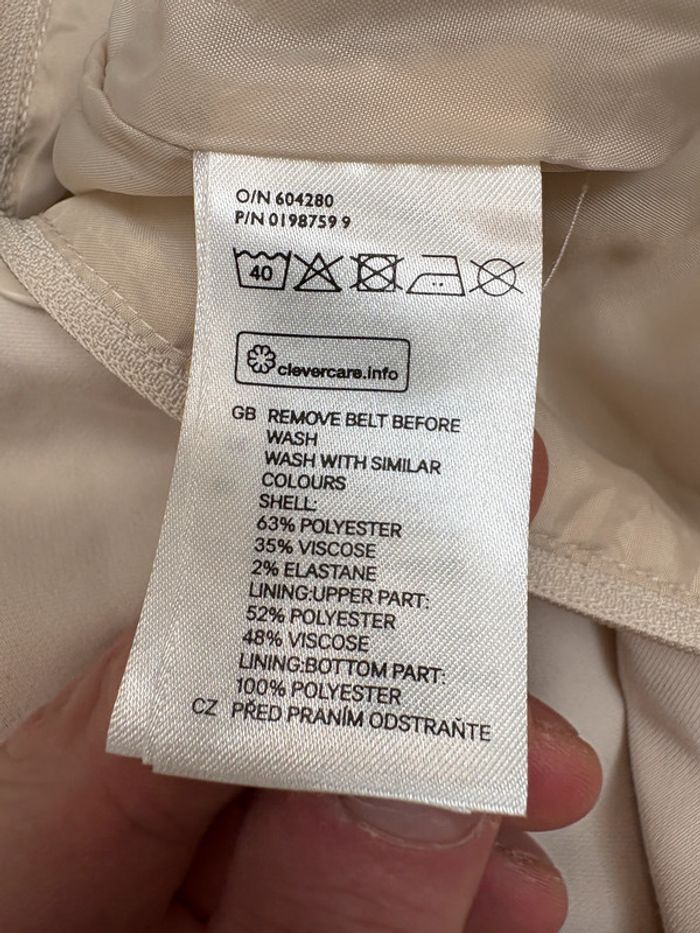 O/N 604280
P/N 0198759 9
40
clevercare.info
GB REMOVE BELT BEFORE
WASH
WASH WITH SIMILAR
COLOURS
SHELL:
63% POLYESTER
35% VISCOSE
2% ELASTANE
LINING:UPPER PART:
52% POLYESTER
48% VISCOSE
LINING:BOTTOM PART:
100% POLYESTER
CZ PŘED PRANÍM ODSTRAŇTE